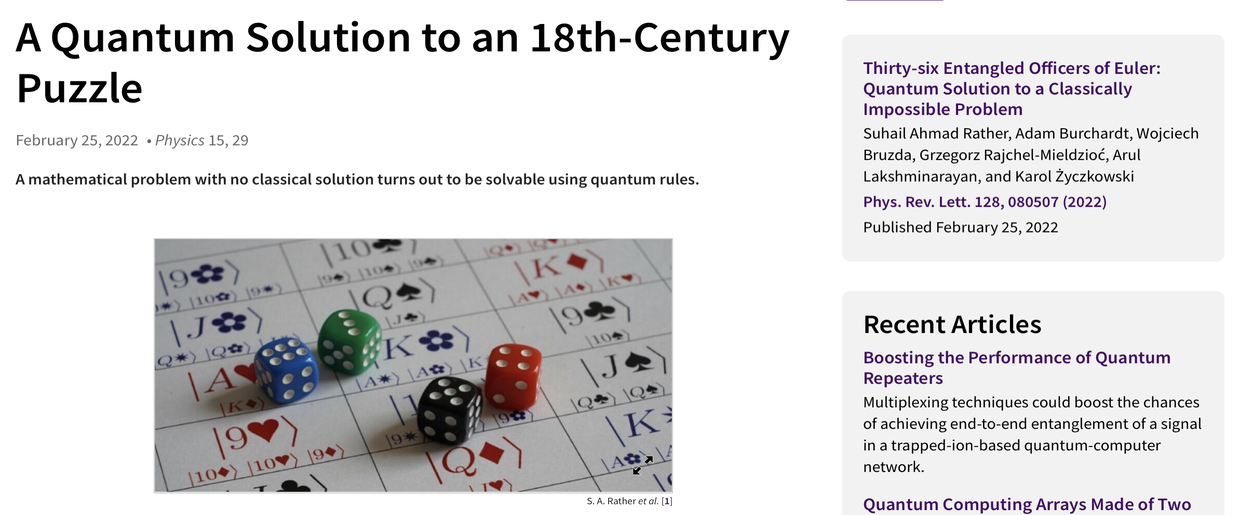 A Quantum Solution to an 18th-Century
Puzzle
February 25, 2022 • Physics 15, 29
A mathematical problem with no classical solution turns out to be solvable using quantum rules.
|9✿⟩
|10♠⟩
|K♦⟩
|J✿⟩
|Q♠⟩
|9♣⟩
|A♥
K✿⟩
|J♠⟩
|9♥⟩
|10♦⟩ |10♥⟩ |9♦⟩
|Q♦⟩
S. A. Rather et al. [1]
Thirty-six Entangled Officers of Euler:
Quantum Solution to a Classically
Impossible Problem
Suhail Ahmad Rather, Adam Burchardt, Wojciech
Bruzda, Grzegorz Rajchel-Mieldzioć, Arul
Lakshminarayan, and Karol Życzkowski
Phys. Rev. Lett. 128, 080507 (2022)
Published February 25, 2022
Recent Articles
Boosting the Performance of Quantum
Repeaters
Multiplexing techniques could boost the chances
of achieving end-to-end entanglement of a signal
in a trapped-ion-based quantum-computer
network.
Quantum Computing Arrays Made of Two